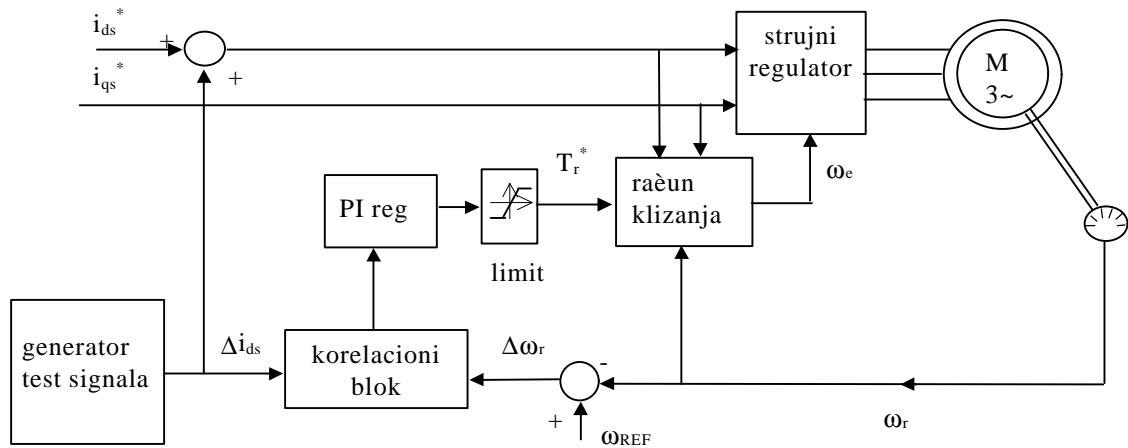 i_ds^*
+
i_qs^*
+
strujni
regulator
M
3~
T_r^*
ω_e
PI reg
raèun
klizanja
limit
generator
test signala
Δi_ds
korelacioni
blok
Δω_r
-
+
ω_REF
ω_r